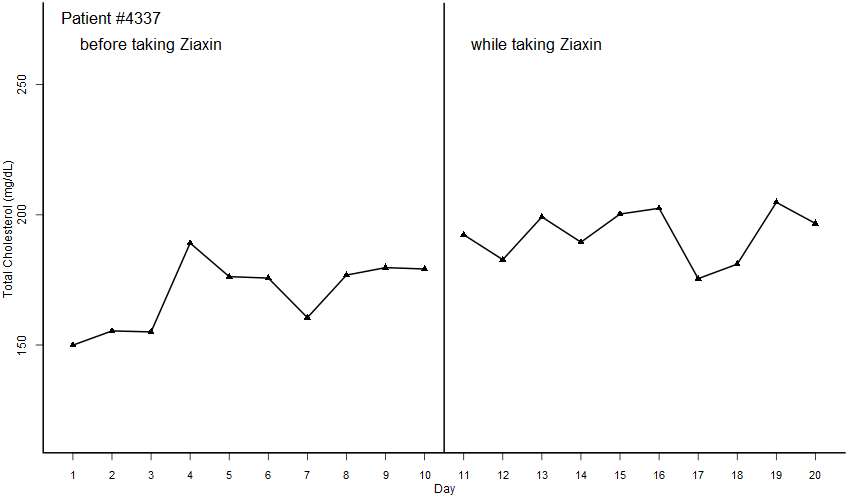 Patient #4337
before taking Ziaxin
while taking Ziaxin
Total Cholesterol (mg/dL)
250
200
150
1 2 3 4 5 6 7 8 9 10 11 12 13 14 15 16 17 18 19 20
Day